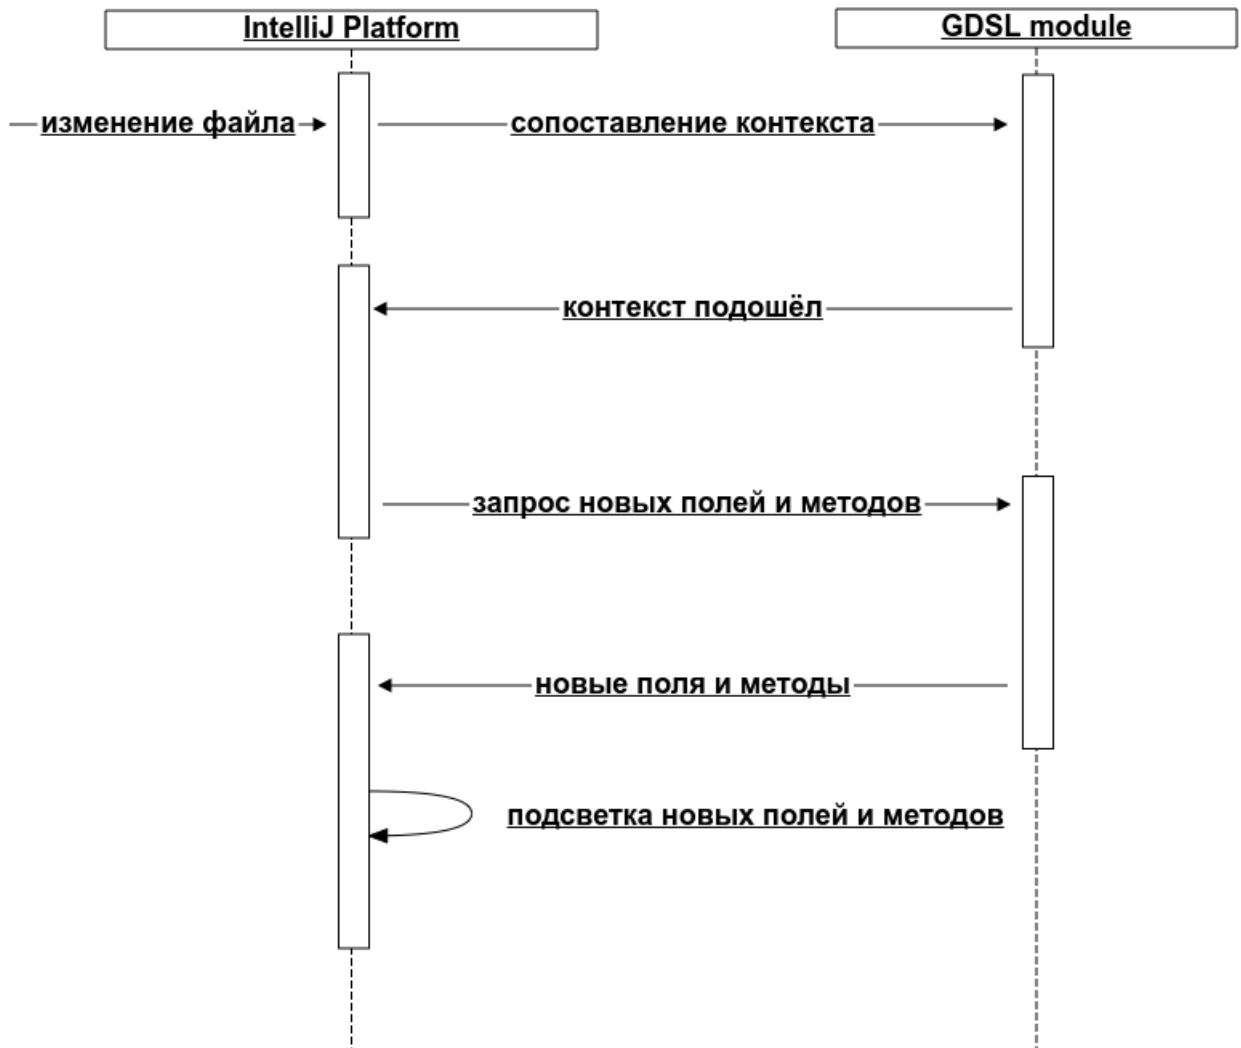 IntelliJ Platform
GDSL module
изменение файла
сопоставление контекста
контекст подошёл
запрос новых полей и методов
новые поля и методы
подсветка новых полей и методов